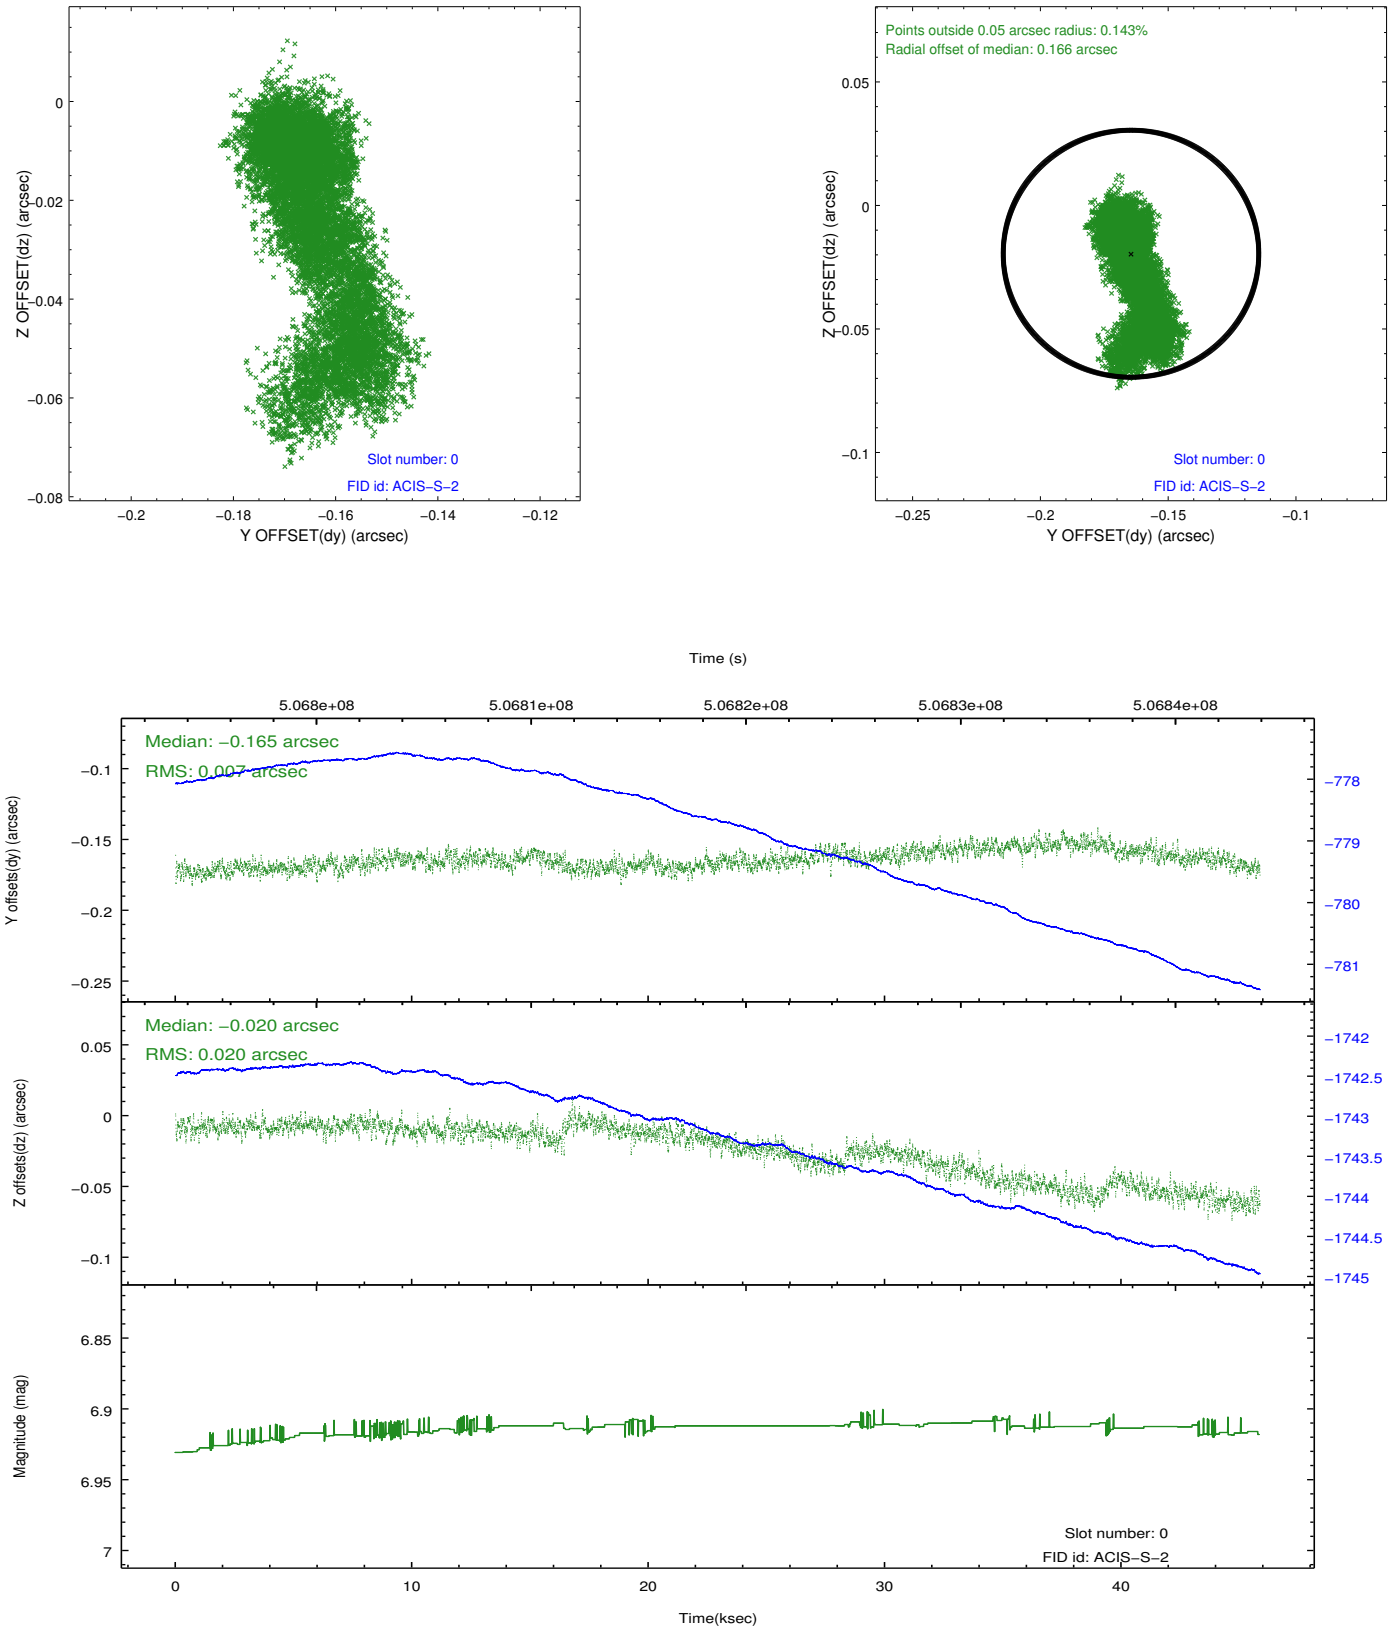 0
−0.02
−0.04
−0.06
−0.08
Z OFFSET(dz) (arcsec)
Slot number: 0
FID id: ACIS−S−2
−0.2
−0.18
−0.16
−0.14
−0.12
Y OFFSET(dy) (arcsec)
Points outside 0.05 arcsec radius: 0.143%
Radial offset of median: 0.166 arcsec
0.05
0
−0.05
−0.1
Z OFFSET(dz) (arcsec)
Slot number: 0
FID id: ACIS−S−2
−0.25
−0.2
−0.15
−0.1
Y OFFSET(dy) (arcsec)
Time (s)
5.068e+08
5.0681e+08
5.0682e+08
5.0683e+08
5.0684e+08
Median: −0.165 arcsec
RMS: 0.007 arcsec
−0.1
−0.15
−0.2
−0.25
Y offsets(dy) (arcsec)
−778
−779
−780
−781
Median: −0.020 arcsec
RMS: 0.020 arcsec
0.05
0
−0.05
−0.1
Z offsets(dz) (arcsec)
−1742
−1742.5
−1743
−1743.5
−1744
−1744.5
−1745
6.85
6.9
6.95
7
Magnitude (mag)
Slot number: 0
FID id: ACIS−S−2
0
10
20
30
40
Time(ksec)